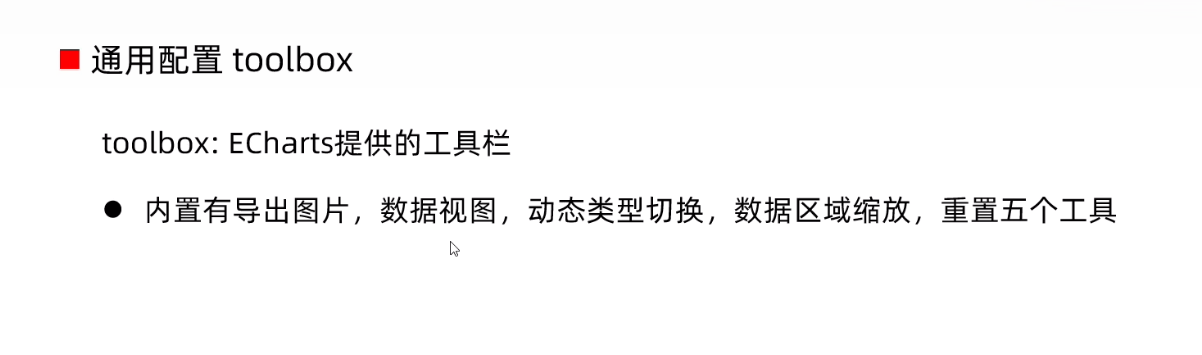 通用配置 toolbox
toolbox: ECharts提供的工具栏
内置有导出图片，数据视图，动态类型切换，数据区域缩放，重置五个工具